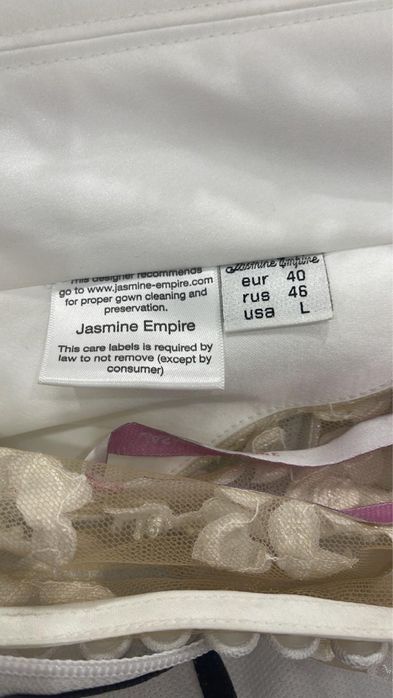 This designer recommends
go to www.jasmine-empire.com
for proper gown cleaning and
preservation.
Jasmine Empire
This care labels is required by
law to not remove (except by
consumer)
Jasmine Empire
eur 40
rus 46
usa L